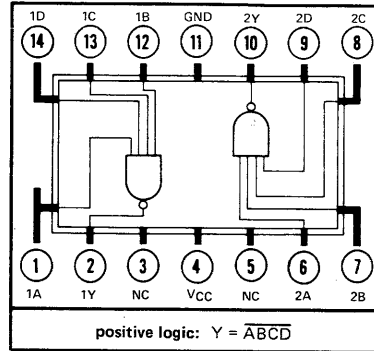 1D 1C 1B GND 2Y 2D 2C
14 13 12 11 10 9 8
1 2 3 4 5 6 7
1A 1Y NC VCC NC 2A 2B
positive logic: Y = A̅B̅C̅D̅